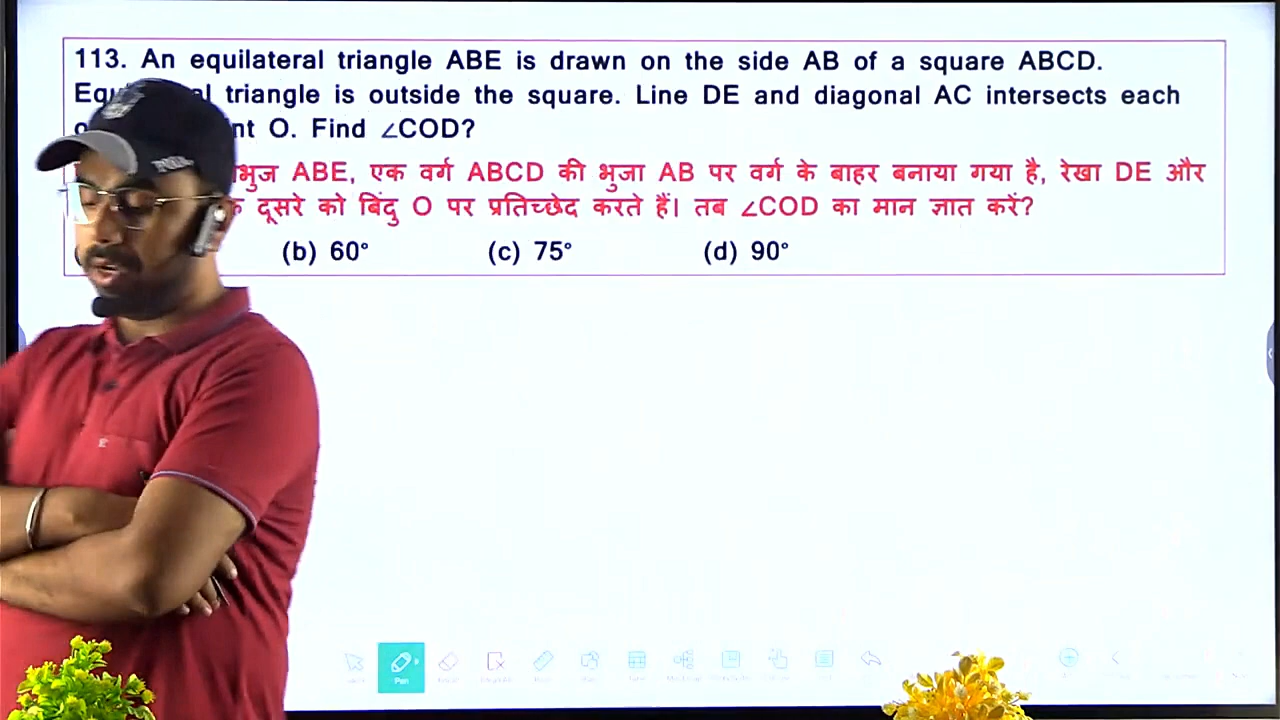 113. An equilateral triangle ABE is drawn on the side AB of a square ABCD.
triangle is outside the square. Line DE and diagonal AC intersects each
O. Find ∠COD?
ABE, एक वर्ग ABCD की भुजा AB पर वर्ग के बाहर बनाया गया है, रेखा DE और
दूसरे को बिंदु O पर प्रतिच्छेद करते हैं। तब ∠COD का मान ज्ञात करें?
(b) 60° (c) 75° (d) 90°
Pen